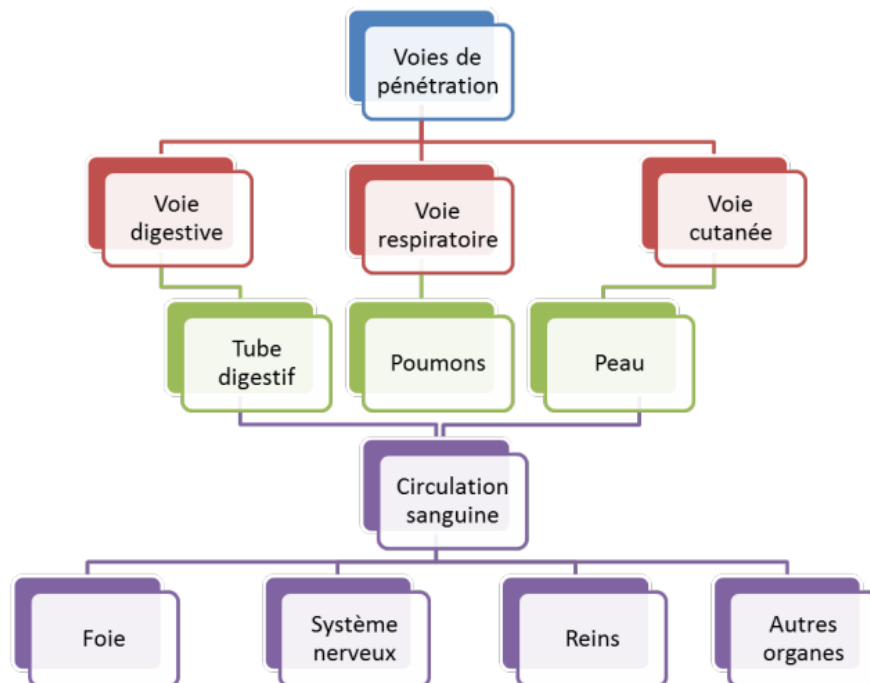 Voies de
pénétration
Voie
digestive
Voie
respiratoire
Voie
cutanée
Tube
digestif
Poumons
Peau
Circulation
sanguine
Foie
Système
nerveux
Reins
Autres
organes